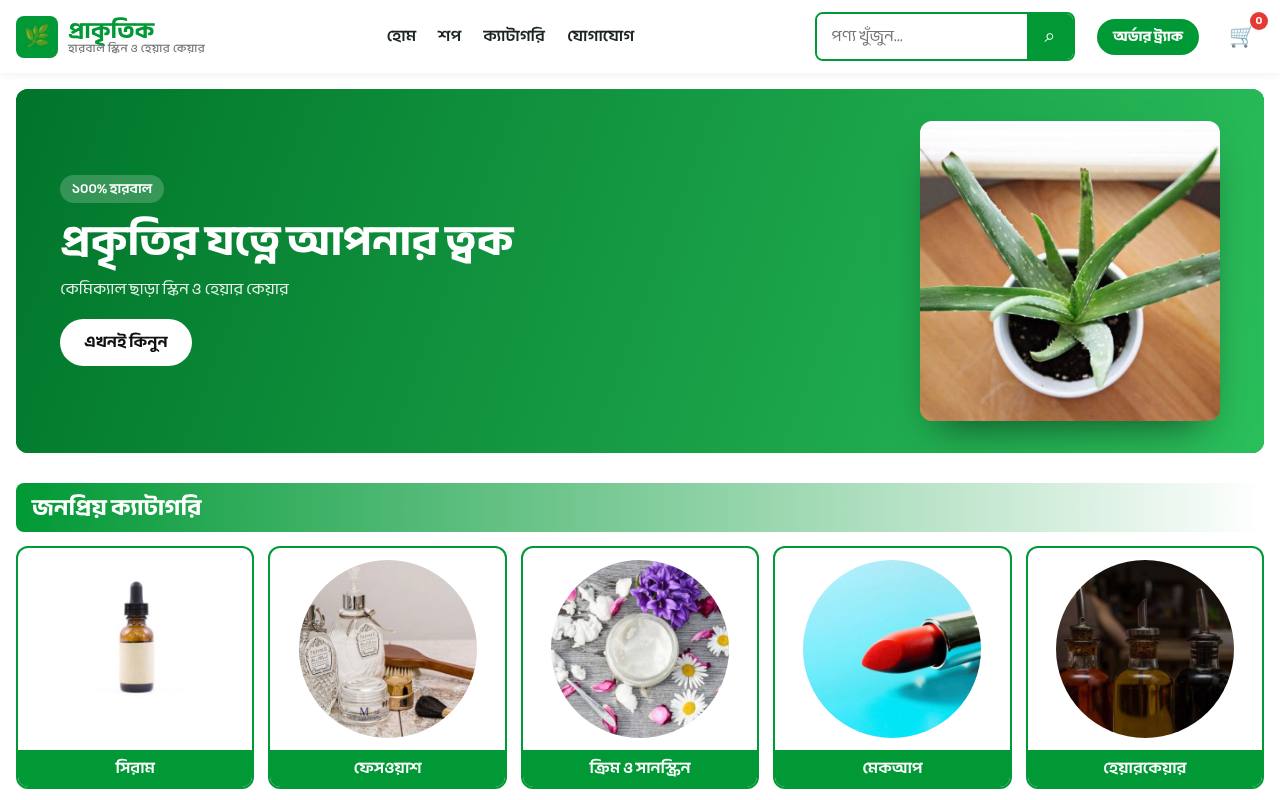 প্রাকৃতিক
হারবাল স্কিন ও হেয়ার কেয়ার
হোম শপ ক্যাটাগরি যোগাযোগ
পণ্য খুঁজুন...
অর্ডার ট্র্যাক
0
১০০% হারবাল
প্রকৃতির যত্নে আপনার ত্বক
কেমিক্যাল ছাড়া স্কিন ও হেয়ার কেয়ার
এখনই কিনুন
জনপ্রিয় ক্যাটাগরি
সিরাম
ফেসওয়াশ
ক্রিম ও সানস্ক্রিন
মেকআপ
হেয়ারকেয়ার